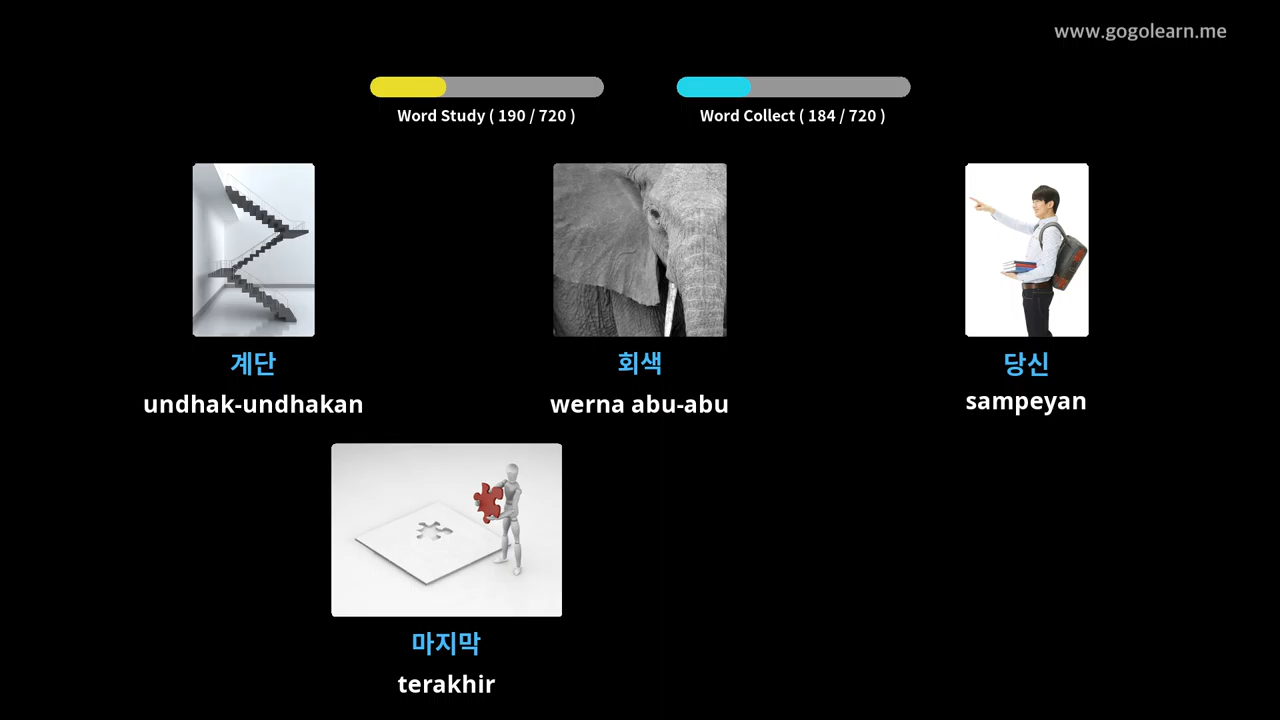 www.gogolearn.me
Word Study ( 190 / 720 )
Word Collect ( 184 / 720 )
계단
undhak-undhakan
회색
werna abu-abu
당신
sampeyan
마지막
terakhir